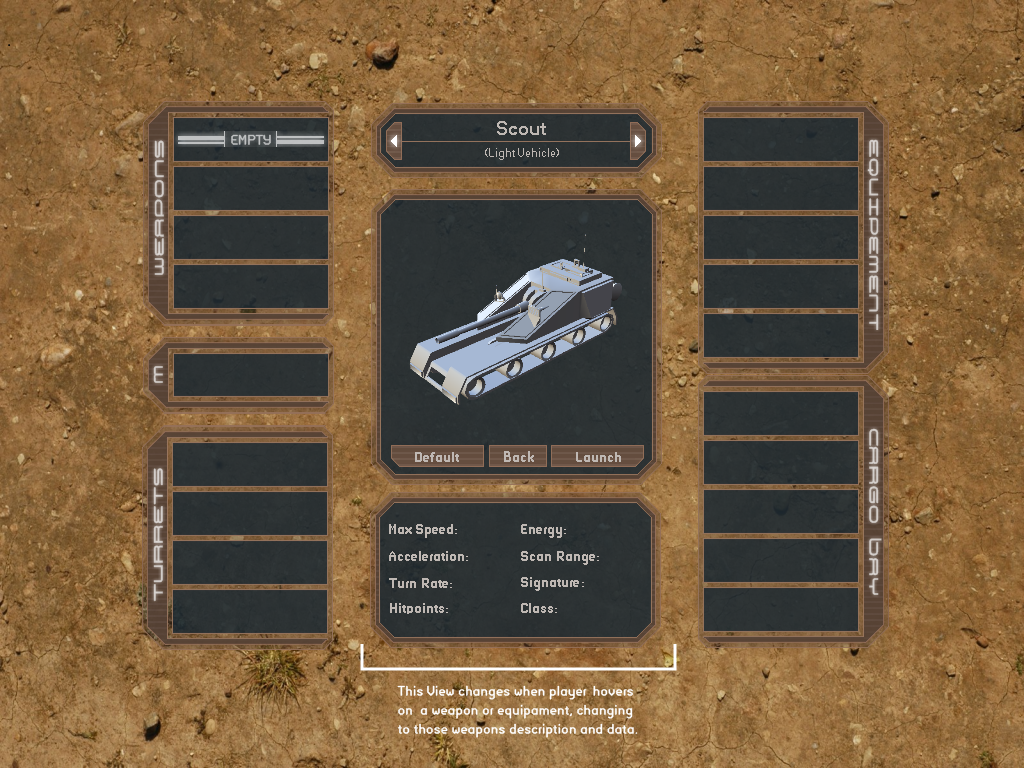 WEAPONS
EMPTY
M
TURRETS
Scout
(Light Vehicle)
Default
Back
Launch
Max Speed:
Energy:
Acceleration:
Scan Range:
Turn Rate:
Signature:
Hitpoints:
Class:
This View changes when player hovers
on a weapon or equipament, changing
to those weapons description and data.
EQUIPEMENT
CARGO bAY